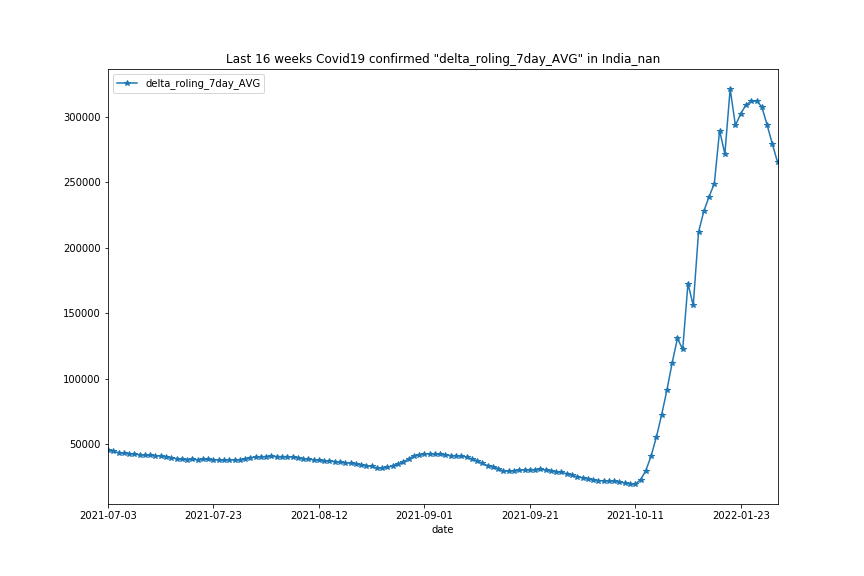 Last 16 weeks Covid19 confirmed "delta_roling_7day_AVG" in India_nan
delta_roling_7day_AVG
300000
250000
200000
150000
100000
50000
2021-07-03 2021-07-23 2021-08-12 2021-09-01 2021-09-21 2021-10-11 2022-01-23
date